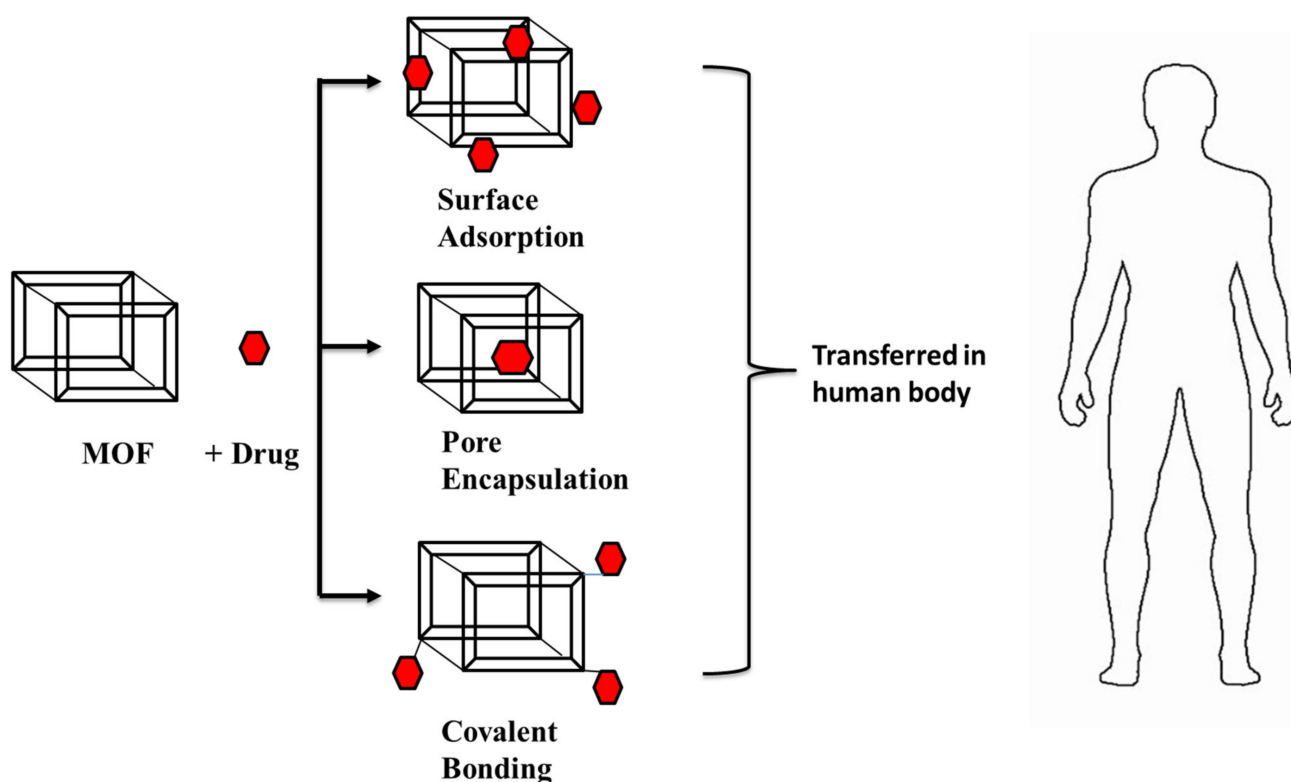 Surface
Adsorption
MOF + Drug
Pore
Encapsulation
Covalent
Bonding
Transferred in
human body